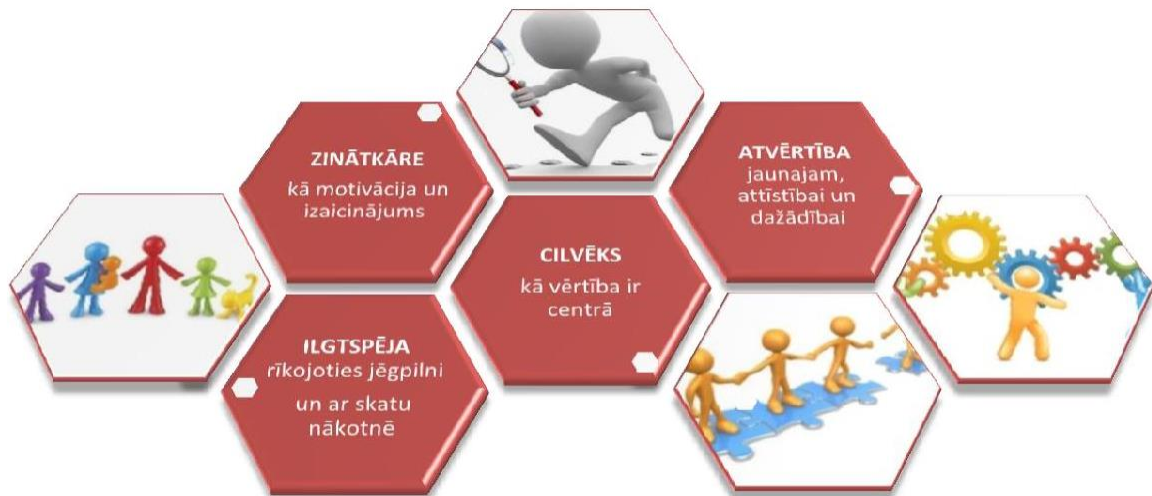 ZINĀTKĀRE
kā motivācija un
izaicinājums
ATVĒRTĪBA
jaunajam,
attīstībai un
dažādībai
CILVĒKS
kā vērtība ir
centrā
ILGTSPĒJA
rīkojoties jēgpilni
un ar skatu
nākotnē